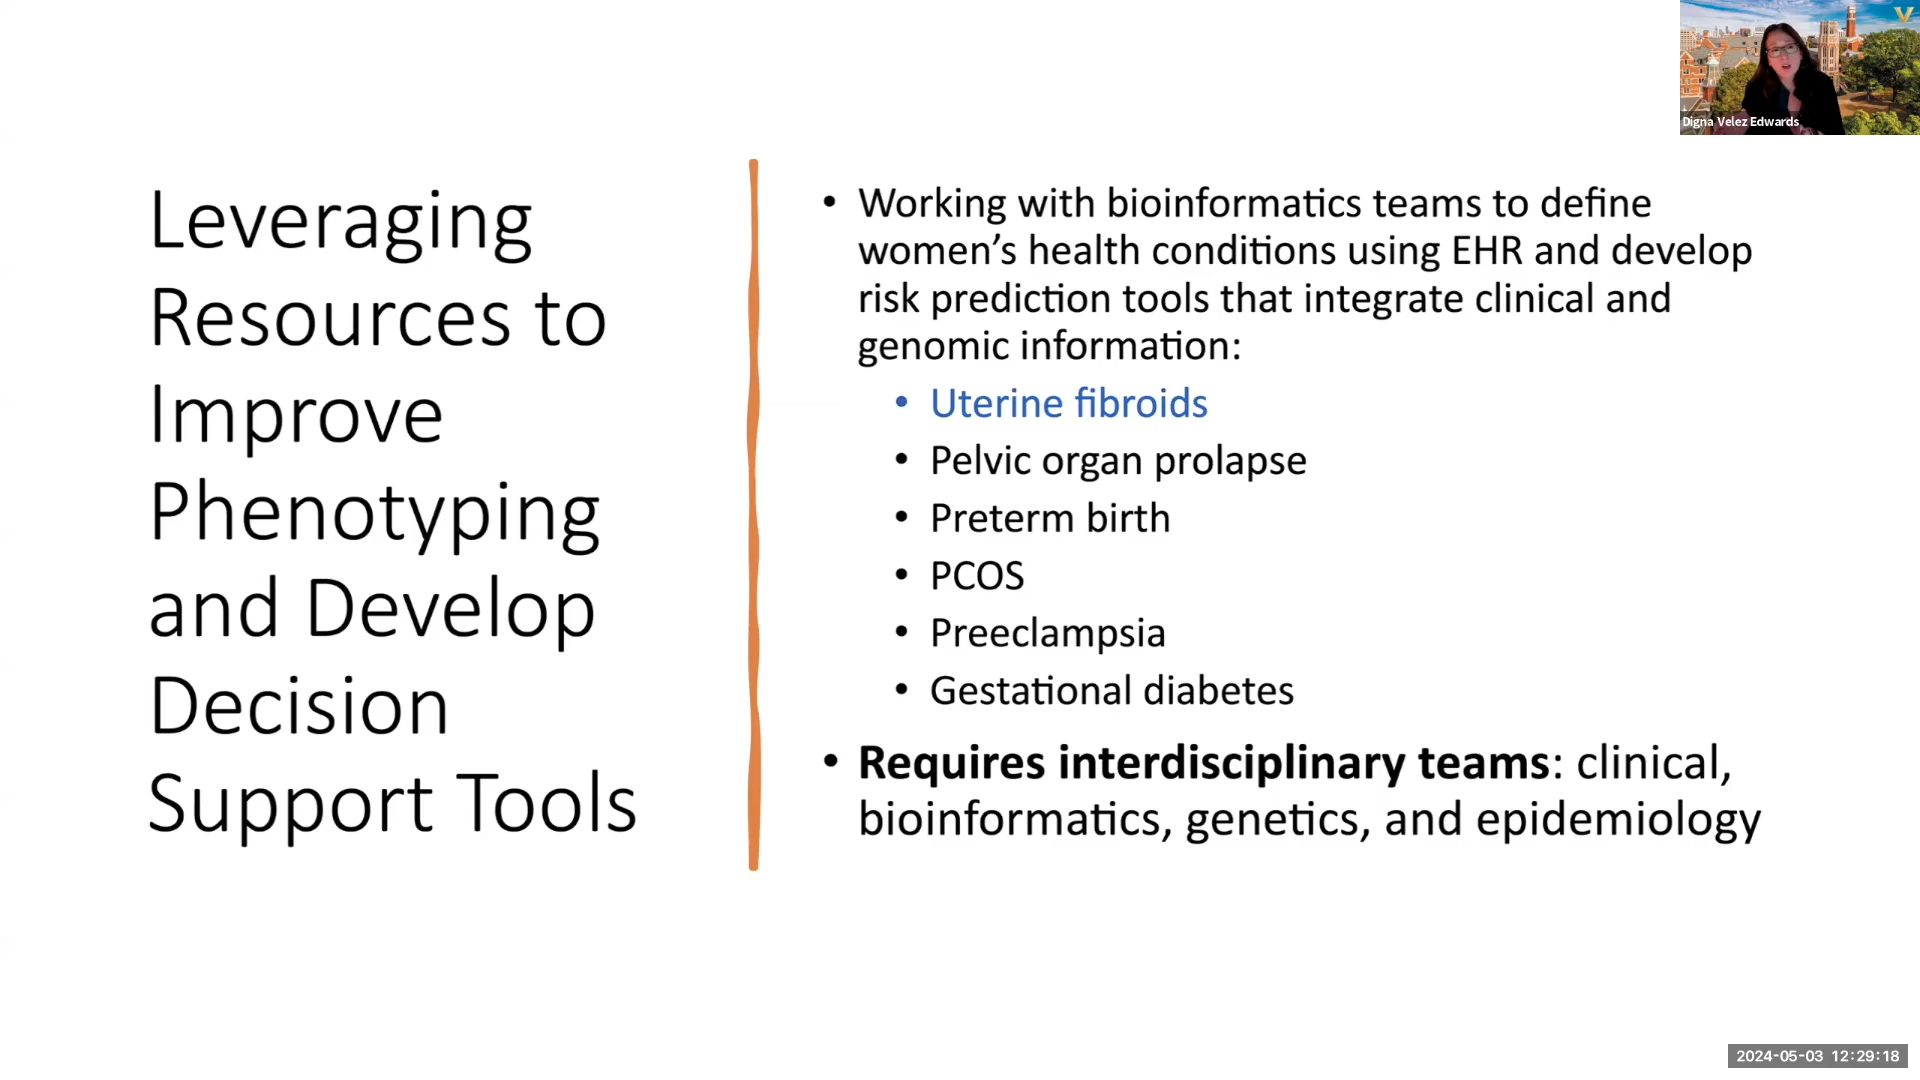 V
Digna Velez Edwards
Leveraging
Resources to
Improve
Phenotyping
and Develop
Decision
Support Tools
• Working with bioinformatics teams to define
women’s health conditions using EHR and develop
risk prediction tools that integrate clinical and
genomic information:
• Uterine fibroids
• Pelvic organ prolapse
• Preterm birth
• PCOS
• Preeclampsia
• Gestational diabetes
• Requires interdisciplinary teams: clinical,
bioinformatics, genetics, and epidemiology
2024-05-03 12:29:18